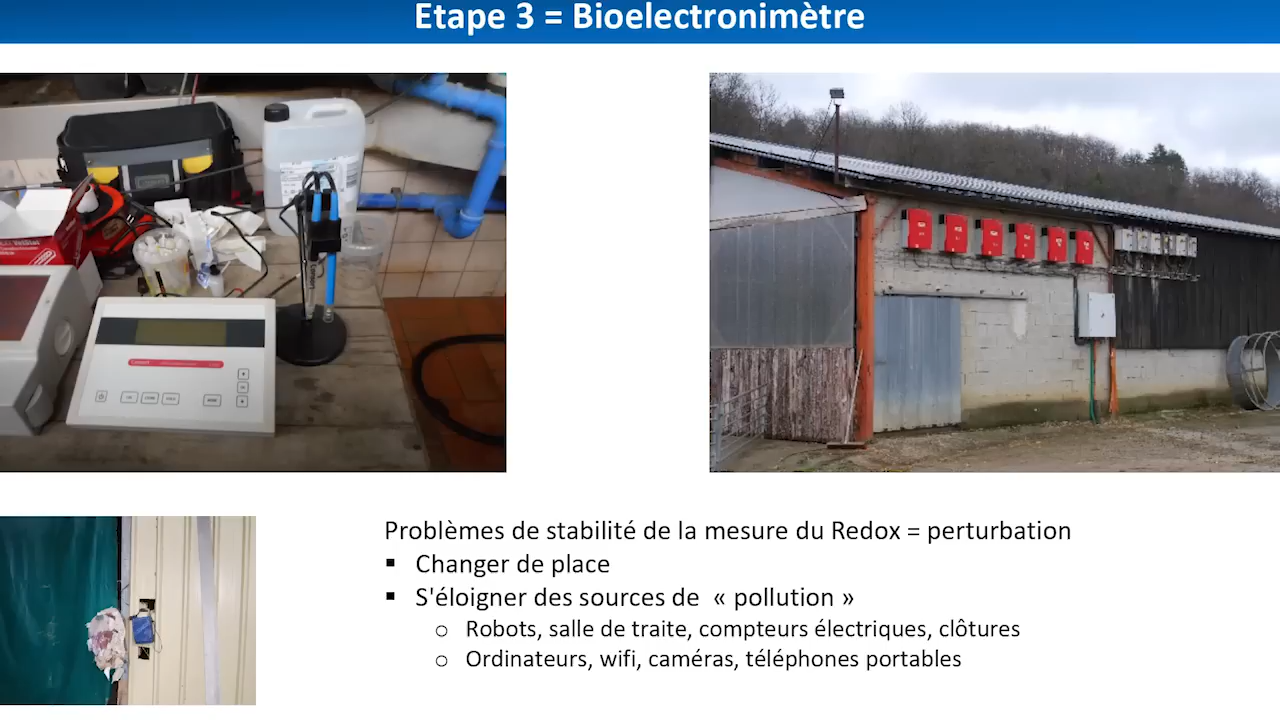 Etape 3 = Bioelectronimètre
Problèmes de stabilité de la mesure du Redox = perturbation
▪ Changer de place
▪ S'éloigner des sources de « pollution »
o Robots, salle de traite, compteurs électriques, clôtures
o Ordinateurs, wifi, caméras, téléphones portables